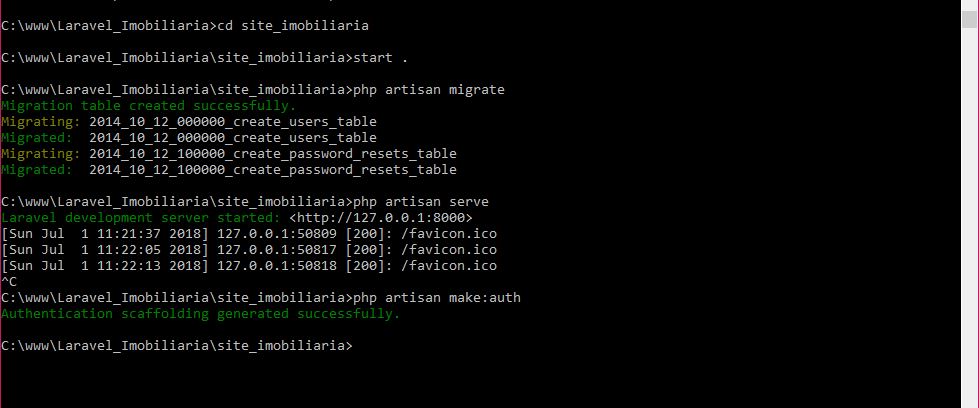 C:\www\Laravel_Imobiliaria>cd site_imobiliaria
C:\www\Laravel_Imobiliaria\site_imobiliaria>start .
C:\www\Laravel_Imobiliaria\site_imobiliaria>php artisan migrate
Migration table created successfully.
Migrating: 2014_10_12_000000_create_users_table
Migrated:  2014_10_12_000000_create_users_table
Migrating: 2014_10_12_100000_create_password_resets_table
Migrated:  2014_10_12_100000_create_password_resets_table
C:\www\Laravel_Imobiliaria\site_imobiliaria>php artisan serve
Laravel development server started: <http://127.0.0.1:8000>
[Sun Jul  1 11:21:37 2018] 127.0.0.1:50809 [200]: /favicon.ico
[Sun Jul  1 11:22:05 2018] 127.0.0.1:50817 [200]: /favicon.ico
[Sun Jul  1 11:22:13 2018] 127.0.0.1:50818 [200]: /favicon.ico
^C
C:\www\Laravel_Imobiliaria\site_imobiliaria>php artisan make:auth
Authentication scaffolding generated successfully.
C:\www\Laravel_Imobiliaria\site_imobiliaria>